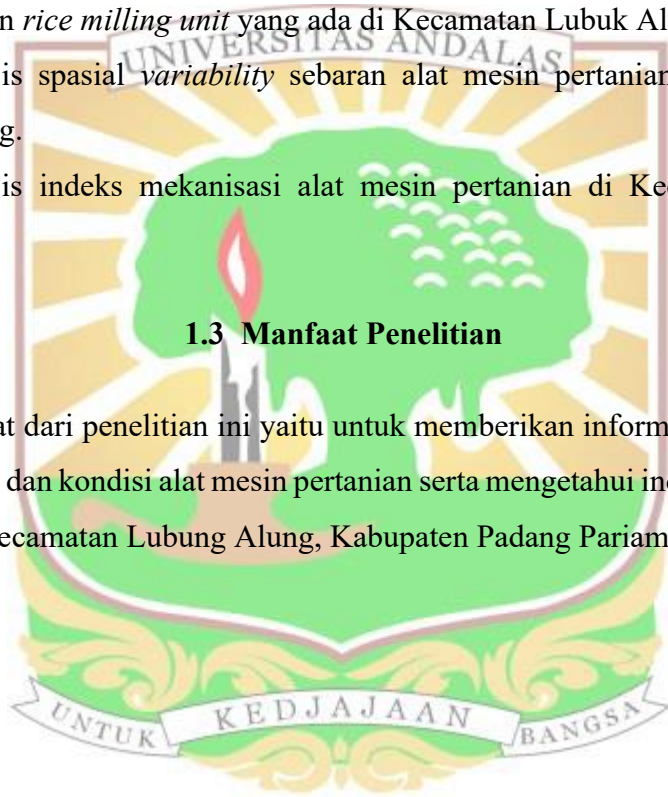 n rice milling unit yang ada di Kecamatan Lubuk Al
UNIVERSITAS ANDALAS
is spasial variability sebaran alat mesin pertanian
g.
is indeks mekanisasi alat mesin pertanian di Ke
1.3 Manfaat Penelitian
at dari penelitian ini yaitu untuk memberikan inform
dan kondisi alat mesin pertanian serta mengetahui in
ecamatan Lubung Alung, Kabupaten Padang Pariam
UNTUK KEDJAJAAN BANGSA